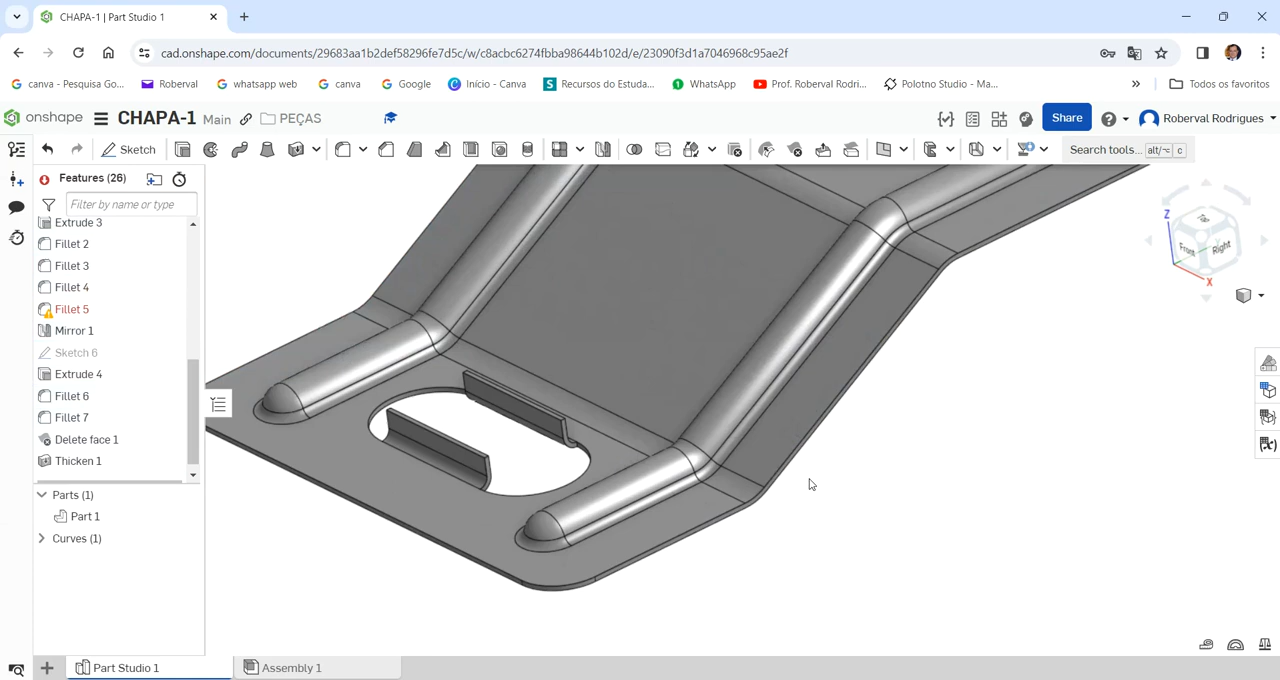 CHAPA-1 | Part Studio 1
cad.onshape.com/documents/29683aa1b2def58296fe7d5c/w/c8acbc6274fbba98644b102d/e/23090f3d1a7046968c95ae2f
canva - Pesquisa Go... Roberval whatsapp web canva Google Início - Canva Recursos do Estuda... WhatsApp Prof. Roberval Rodri... Polotno Studio - Ma... » Todos os favoritos
onshape CHAPA-1 Main PEÇAS Share Roberval Rodrigues
Sketch Search tools... alt/⌥ c
Features (26)
Filter by name or type
Extrude 3
Fillet 2
Fillet 3
Fillet 4
Fillet 5
Mirror 1
Sketch 6
Extrude 4
Fillet 6
Fillet 7
Delete face 1
Thicken 1
Parts (1)
Part 1
Curves (1)
Z
Front Right
X
Part Studio 1 Assembly 1